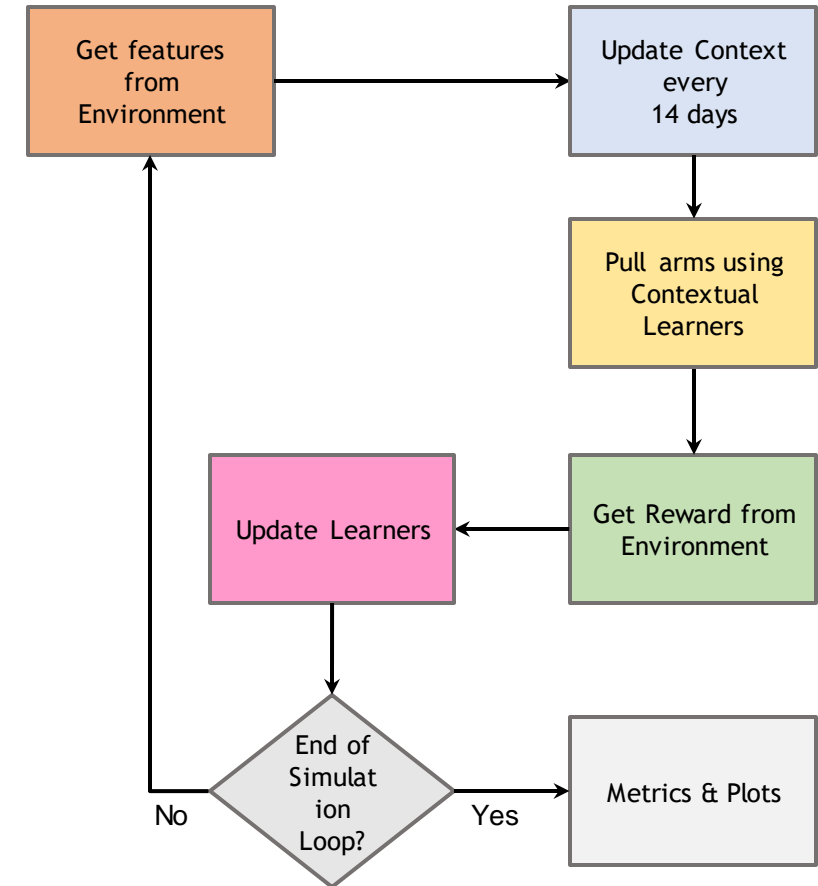 Get features
from
Environment
Update Context
every
14 days
Pull arms using
Contextual
Learners
Get Reward from
Environment
Update Learners
End of
Simulat
ion
Loop?
No
Yes
Metrics & Plots